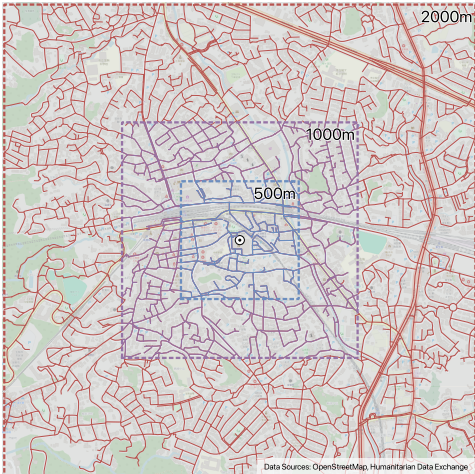 2000m
1000m
500m
Data Sources: OpenStreetMap, Humanitarian Data Exchange